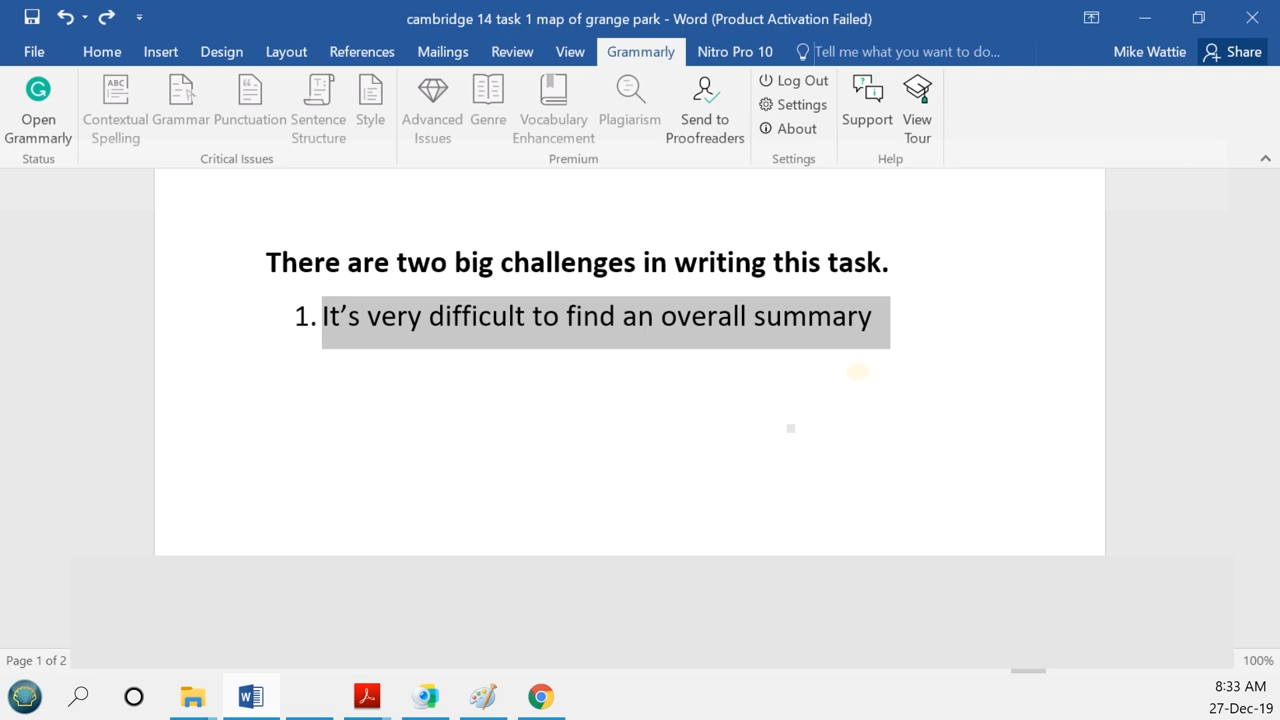 cambridge 14 task 1 map of grange park - Word (Product Activation Failed)
File Home Insert Design Layout References Mailings Review View Grammarly Nitro Pro 10 Tell me what you want to do... Mike Wattie Share
Open Grammarly
Status
ABC
Contextual Spelling
Grammar
Punctuation
Sentence Structure
Style
Critical Issues
Advanced Issues
Genre
Vocabulary Enhancement
Plagiarism
Send to Proofreaders
Premium
Log Out
Settings
About
Settings
Support
View Tour
Help
There are two big challenges in writing this task.
1. It’s very difficult to find an overall summary
Page 1 of 2
100%
8:33 AM
27-Dec-19